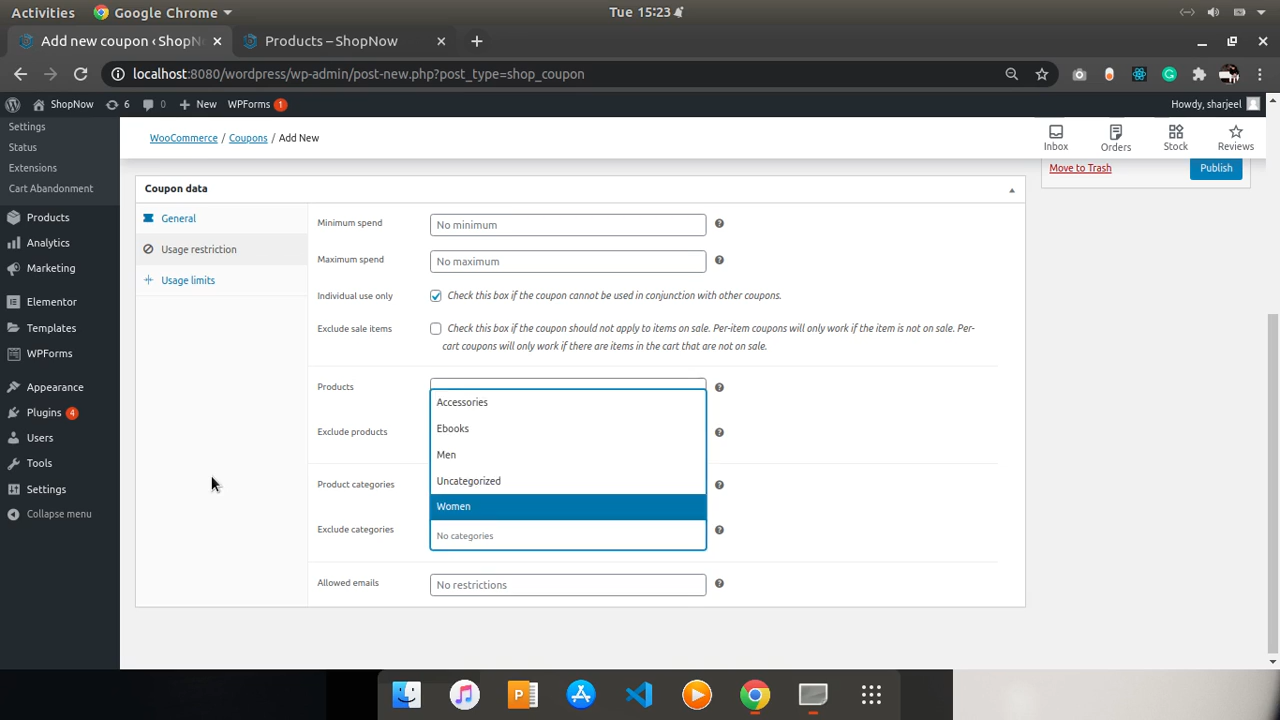 Activities Google Chrome Tue 15:23
Add new coupon ‹ ShopN Products – ShopNow
localhost:8080/wordpress/wp-admin/post-new.php?post_type=shop_coupon
ShopNow 6 0 New WPForms 1 Howdy, sharjeel
Settings
Status
Extensions
Cart Abandonment
Products
Analytics
Marketing
Elementor
Templates
WPForms
Appearance
Plugins 4
Users
Tools
Settings
Collapse menu
WooCommerce / Coupons / Add New
Inbox Orders Stock Reviews
Move to Trash Publish
Coupon data
General
Usage restriction
Usage limits
Minimum spend No minimum
Maximum spend No maximum
Individual use only Check this box if the coupon cannot be used in conjunction with other coupons.
Exclude sale items Check this box if the coupon should not apply to items on sale. Per-item coupons will only work if the item is not on sale. Per-
cart coupons will only work if there are items in the cart that are not on sale.
Products
Accessories
Ebooks
Exclude products
Men
Uncategorized
Product categories
Women
Exclude categories No categories
Allowed emails No restrictions